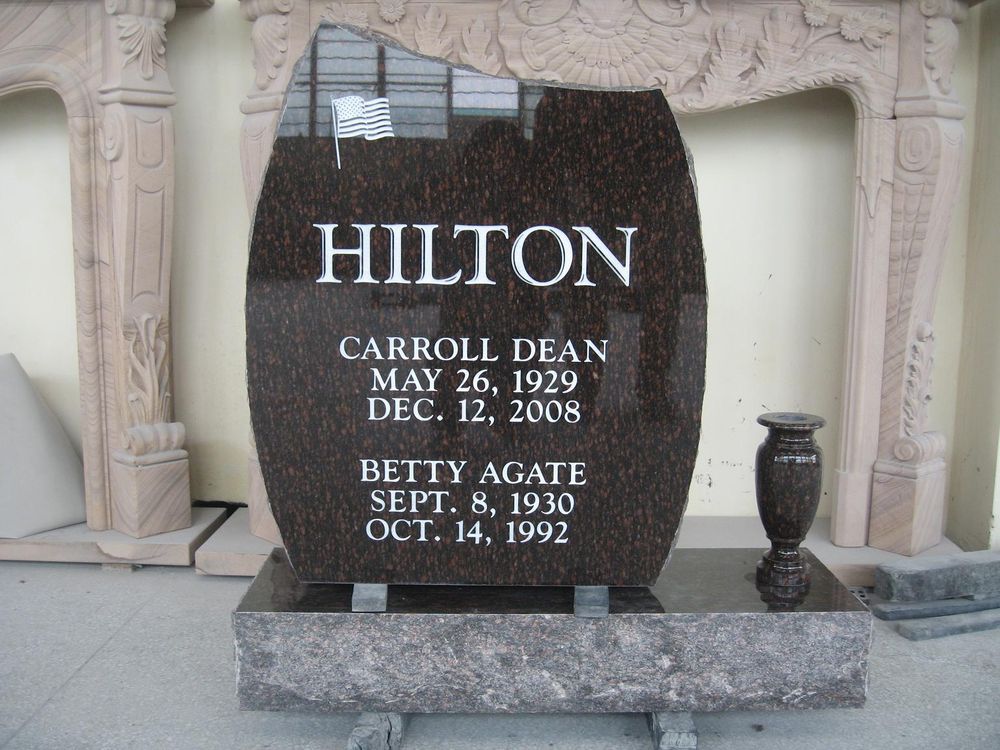 HILTON
CARROLL DEAN
MAY 26, 1929
DEC. 12, 2008
BETTY AGATE
SEPT. 8, 1930
OCT. 14, 1992